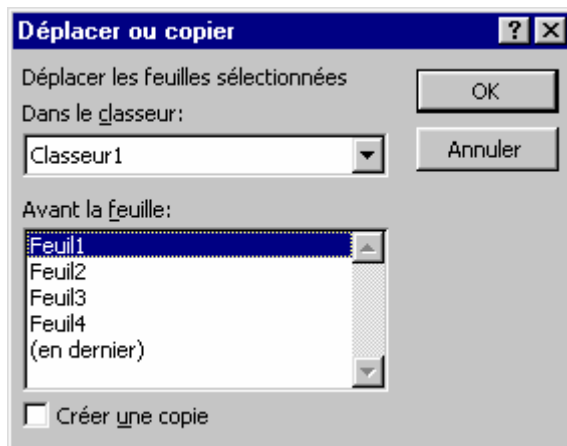 Déplacer ou copier
Déplacer les feuilles sélectionnées
Dans le classeur:
Classeur1
OK
Annuler
Avant la feuille:
Feuil1
Feuil2
Feuil3
Feuil4
(en dernier)
Créer une copie